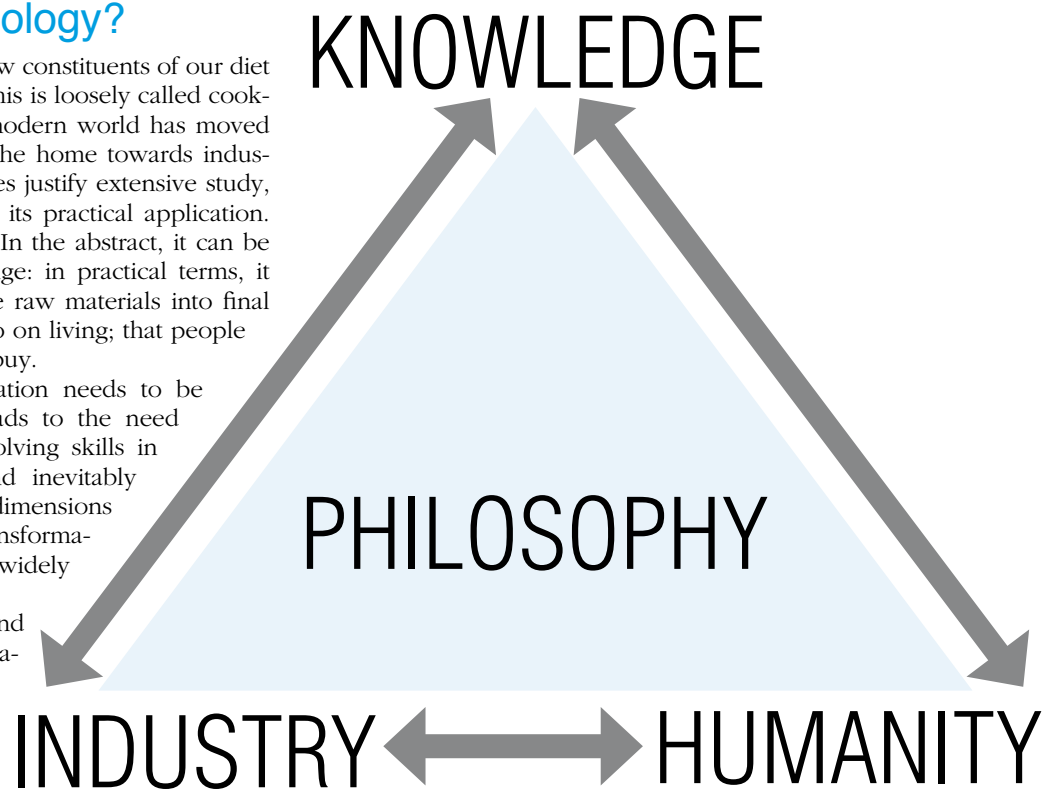 ology?
w constituents of our diet
his is loosely called cook-
nodern world has moved
he home towards indus-
es justify extensive study,
its practical application.
In the abstract, it can be
ge: in practical terms, it
e raw materials into final
o on living; that people
buy.
ation needs to be
ads to the need
olving skills in
d inevitably
dimensions
nsforma-
widely
nd
a-
KNOWLEDGE
PHILOSOPHY
INDUSTRY
HUMANITY